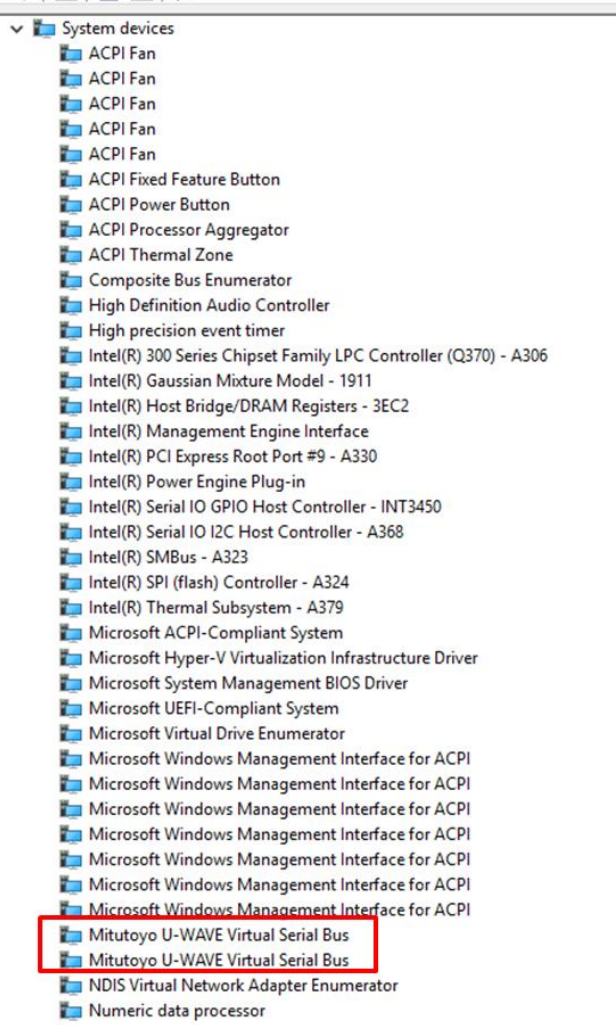 System devices
ACPI Fan
ACPI Fan
ACPI Fan
ACPI Fan
ACPI Fan
ACPI Fixed Feature Button
ACPI Power Button
ACPI Processor Aggregator
ACPI Thermal Zone
Composite Bus Enumerator
High Definition Audio Controller
High precision event timer
Intel(R) 300 Series Chipset Family LPC Controller (Q370) - A306
Intel(R) Gaussian Mixture Model - 1911
Intel(R) Host Bridge/DRAM Registers - 3EC2
Intel(R) Management Engine Interface
Intel(R) PCI Express Root Port #9 - A330
Intel(R) Power Engine Plug-in
Intel(R) Serial IO GPIO Host Controller - INT3450
Intel(R) Serial IO I2C Host Controller - A368
Intel(R) SMBus - A323
Intel(R) SPI (flash) Controller - A324
Intel(R) Thermal Subsystem - A379
Microsoft ACPI-Compliant System
Microsoft Hyper-V Virtualization Infrastructure Driver
Microsoft System Management BIOS Driver
Microsoft UEFI-Compliant System
Microsoft Virtual Drive Enumerator
Microsoft Windows Management Interface for ACPI
Microsoft Windows Management Interface for ACPI
Microsoft Windows Management Interface for ACPI
Microsoft Windows Management Interface for ACPI
Microsoft Windows Management Interface for ACPI
Microsoft Windows Management Interface for ACPI
Microsoft Windows Management Interface for ACPI
Mitutoyo U-WAVE Virtual Serial Bus
Mitutoyo U-WAVE Virtual Serial Bus
NDIS Virtual Network Adapter Enumerator
Numeric data processor